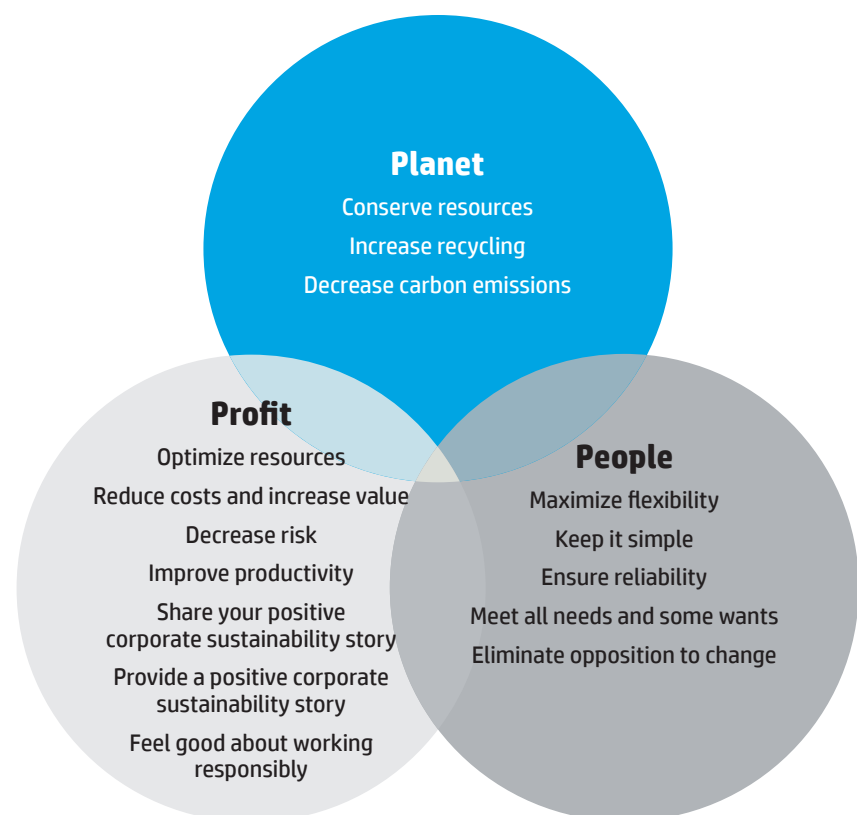 Planet
Conserve resources
Increase recycling
Decrease carbon emissions
Profit
Optimize resources
Reduce costs and increase value
Decrease risk
Improve productivity
Share your positive
corporate sustainability story
Provide a positive corporate
sustainability story
Feel good about working
responsibly
People
Maximize flexibility
Keep it simple
Ensure reliability
Meet all needs and some wants
Eliminate opposition to change